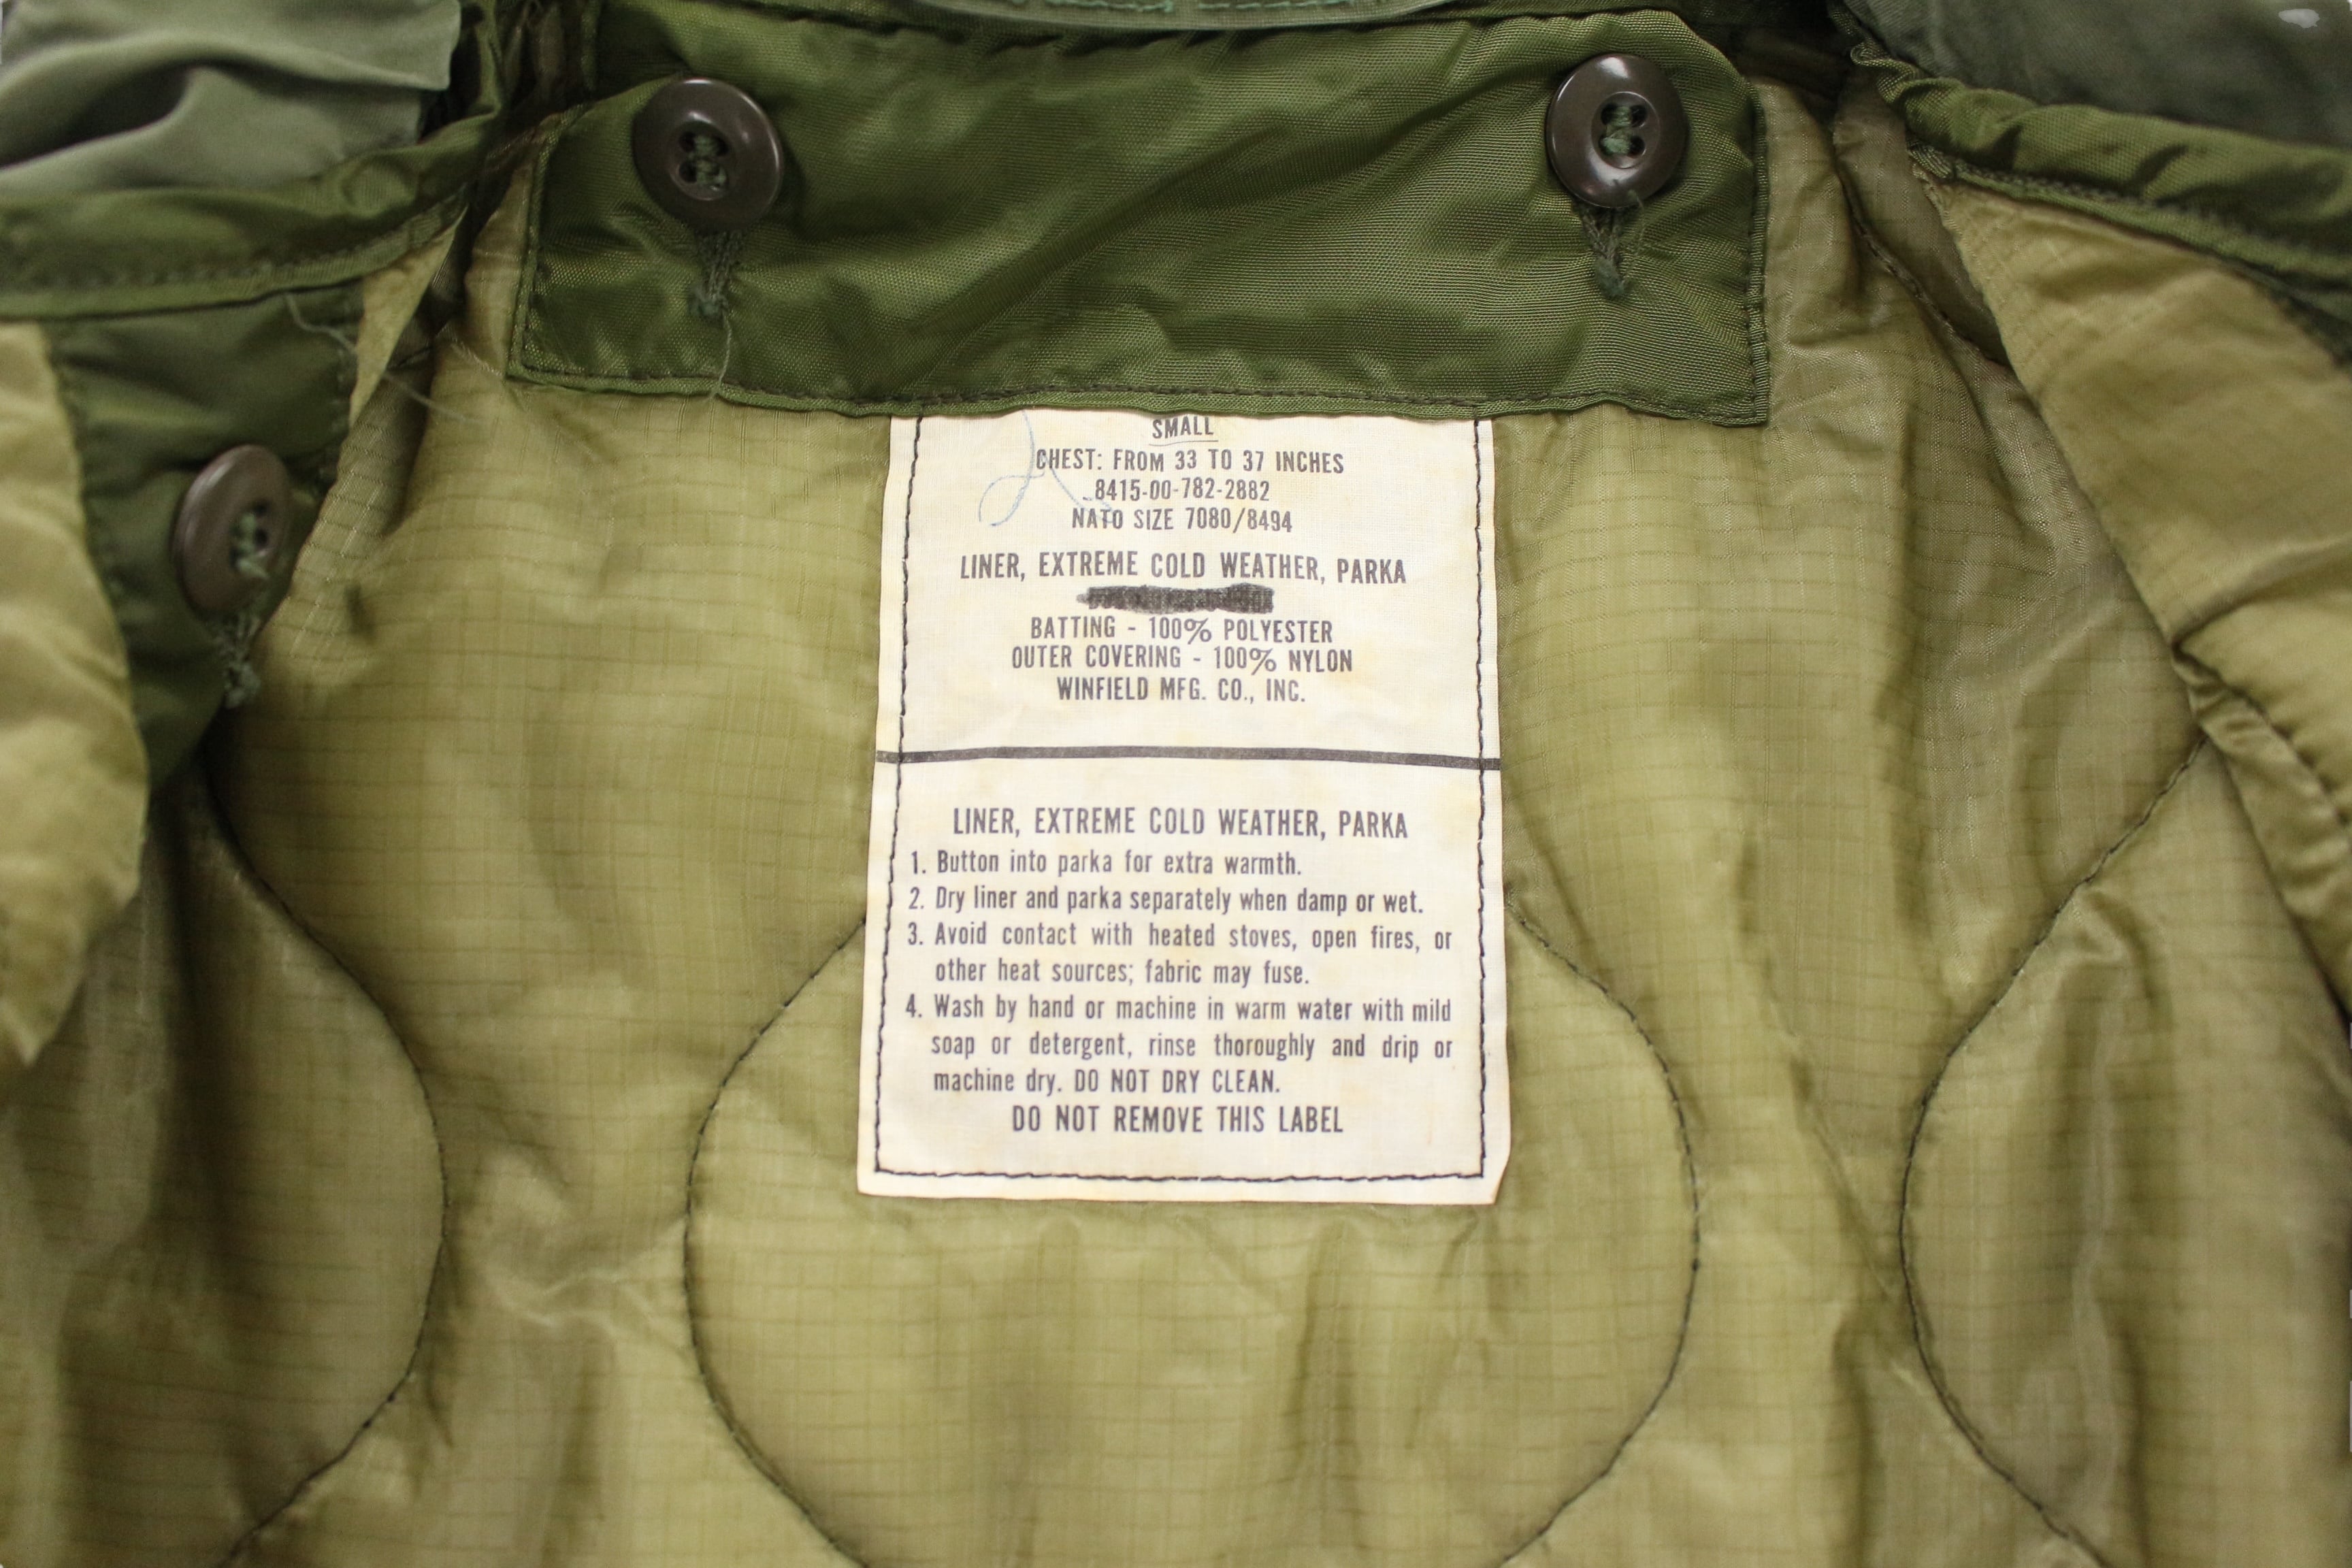 SMALL
CHEST: FROM 33 TO 37 INCHES
8415-00-782-2882
NATO SIZE 7080/8494
LINER, EXTREME COLD WEATHER, PARKA
BATTING - 100% POLYESTER
OUTER COVERING - 100% NYLON
WINFIELD MFG. CO., INC.
LINER, EXTREME COLD WEATHER, PARKA
1. Button into parka for extra warmth.
2. Dry liner and parka separately when damp or wet.
3. Avoid contact with heated stoves, open fires, or
other heat sources; fabric may fuse.
4. Wash by hand or machine in warm water with mild
soap or detergent, rinse thoroughly and drip or
machine dry. DO NOT DRY CLEAN.
DO NOT REMOVE THIS LABEL